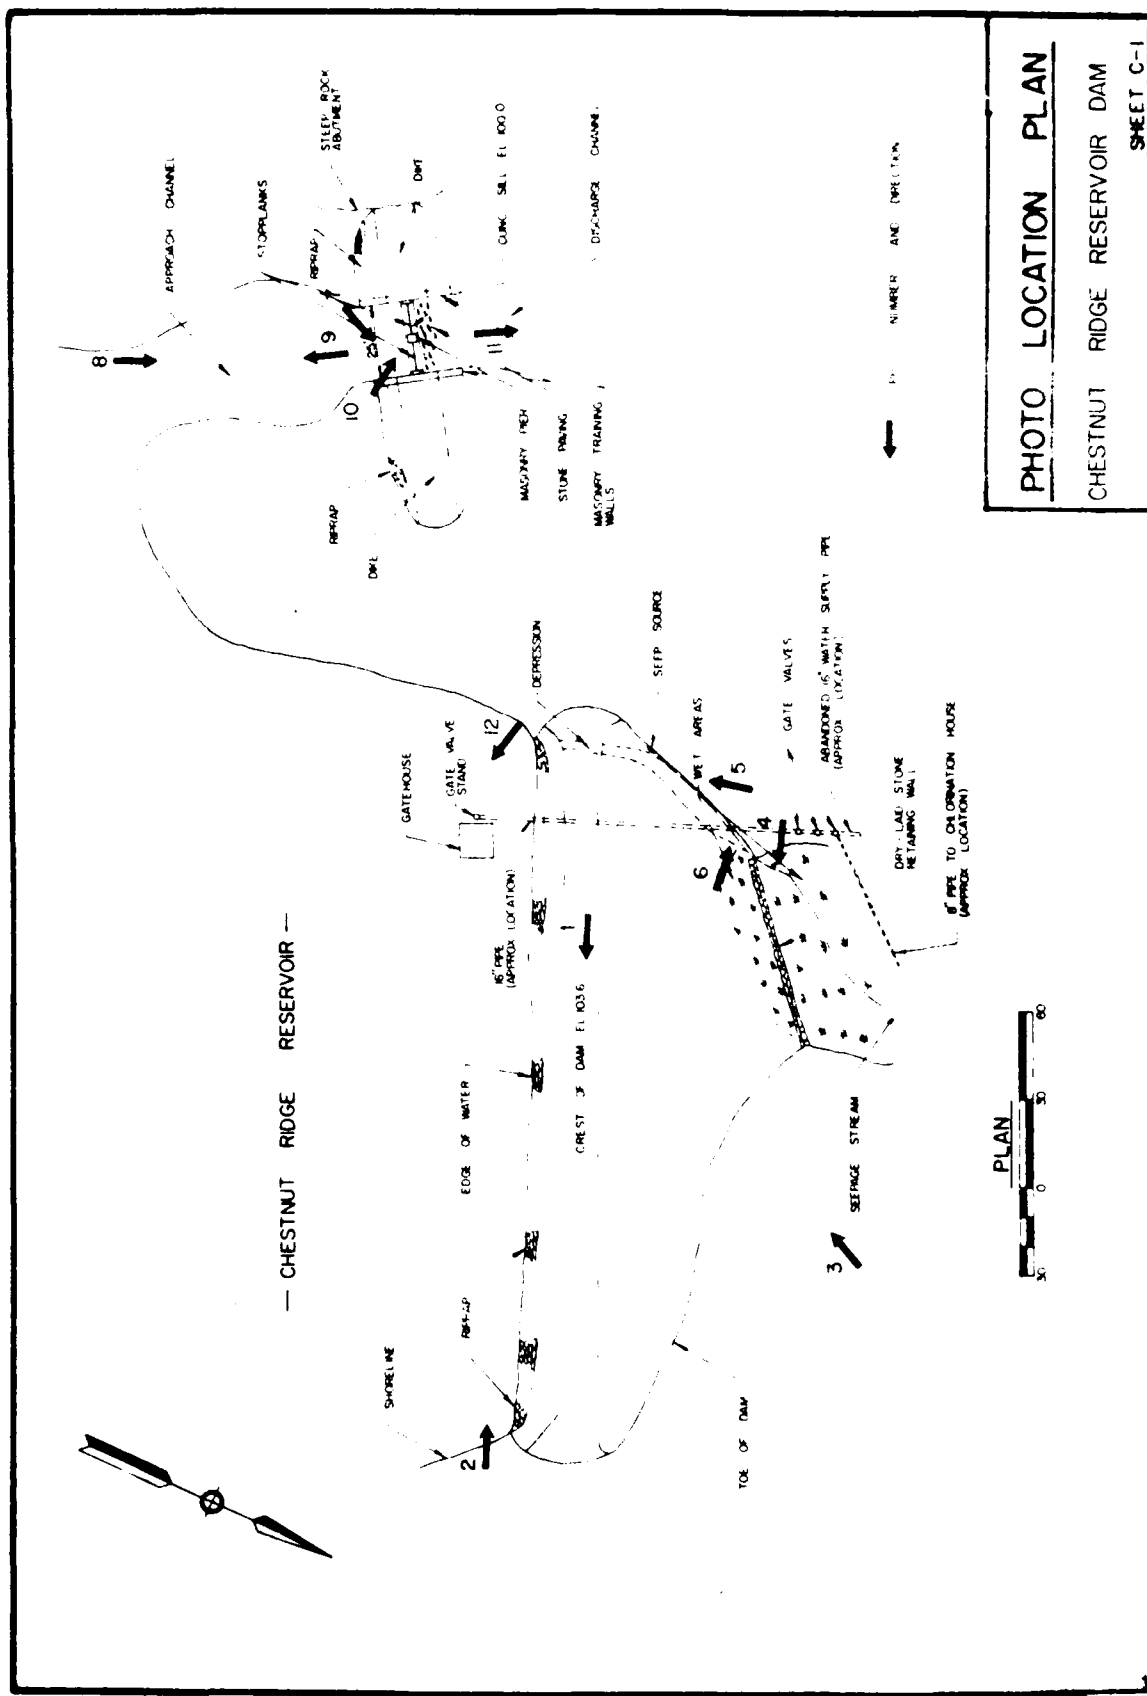 APPROACH CHANNEL
STOPPLANKS
RIPRAP
STEEP ROCK
ABUTMENT
DIKE
CONC SILL EL 100.0
DISCHARGE CHANNEL
8
9
25'
10
11
RIPRAP
DIKE
MASONRY PIER
STONE PAVING
MASONRY TRAINING
WALLS
NUMBER AND DIRECTION
— CHESTNUT RIDGE RESERVOIR —
GATEHOUSE
GATE VALVE
STAND
12
DEPRESSION
SEEP SOURCE
WET AREAS
5
4
6
GATE VALVES
ABANDONED 16" WATER SUPPLY PIPE
(APPROX LOCATION)
DRY-LAID STONE
RETAINING WALL
8" PIPE TO CHLORINATION HOUSE
(APPROX LOCATION)
16" PIPE
(APPROX LOCATION)
1
EDGE OF WATER
CREST OF DAM EL 103.6
SHORELINE
RIPRAP
2
3
SEEPAGE STREAM
TOE OF DAM
PLAN
30 0 30 60
PHOTO LOCATION PLAN
CHESTNUT RIDGE RESERVOIR DAM
SHEET C-1